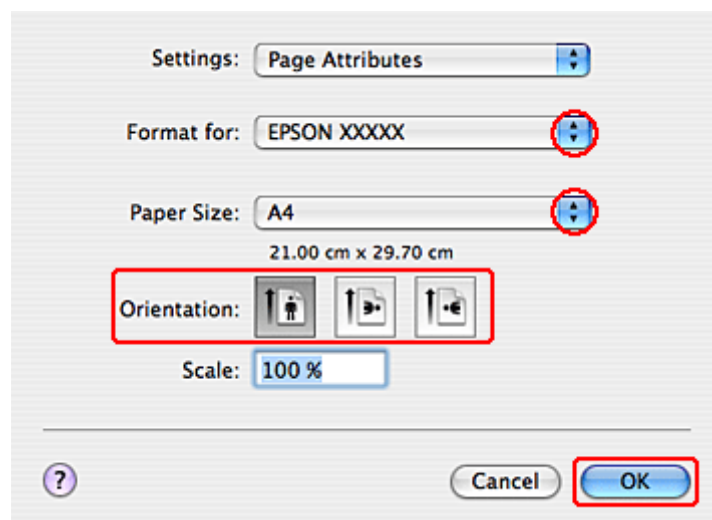 Settings: Page Attributes
Format for: EPSON XXXXX
Paper Size: A4
21.00 cm x 29.70 cm
Orientation:
Scale: 100 %
? Cancel OK